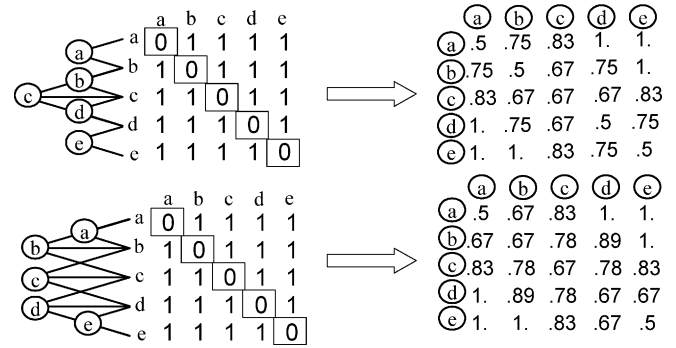 a b c d e
a 0 1 1 1 1
a
b 1 0 1 1 1
b
c c 1 1 0 1 1
d
d 1 1 1 0 1
e
e 1 1 1 1 0
a b c d e
a .5 .75 .83 1. 1.
b .75 .5 .67 .75 1.
c .83 .67 .67 .67 .83
d 1. .75 .67 .5 .75
e 1. 1. .83 .75 .5
a b c d e
a 0 1 1 1 1
a
b b 1 0 1 1 1
c c 1 1 0 1 1
d d 1 1 1 0 1
e
e 1 1 1 1 0
a b c d e
a .5 .67 .83 1. 1.
b .67 .67 .78 .89 1.
c .83 .78 .67 .78 .83
d 1. .89 .78 .67 .67
e 1. 1. .83 .67 .5